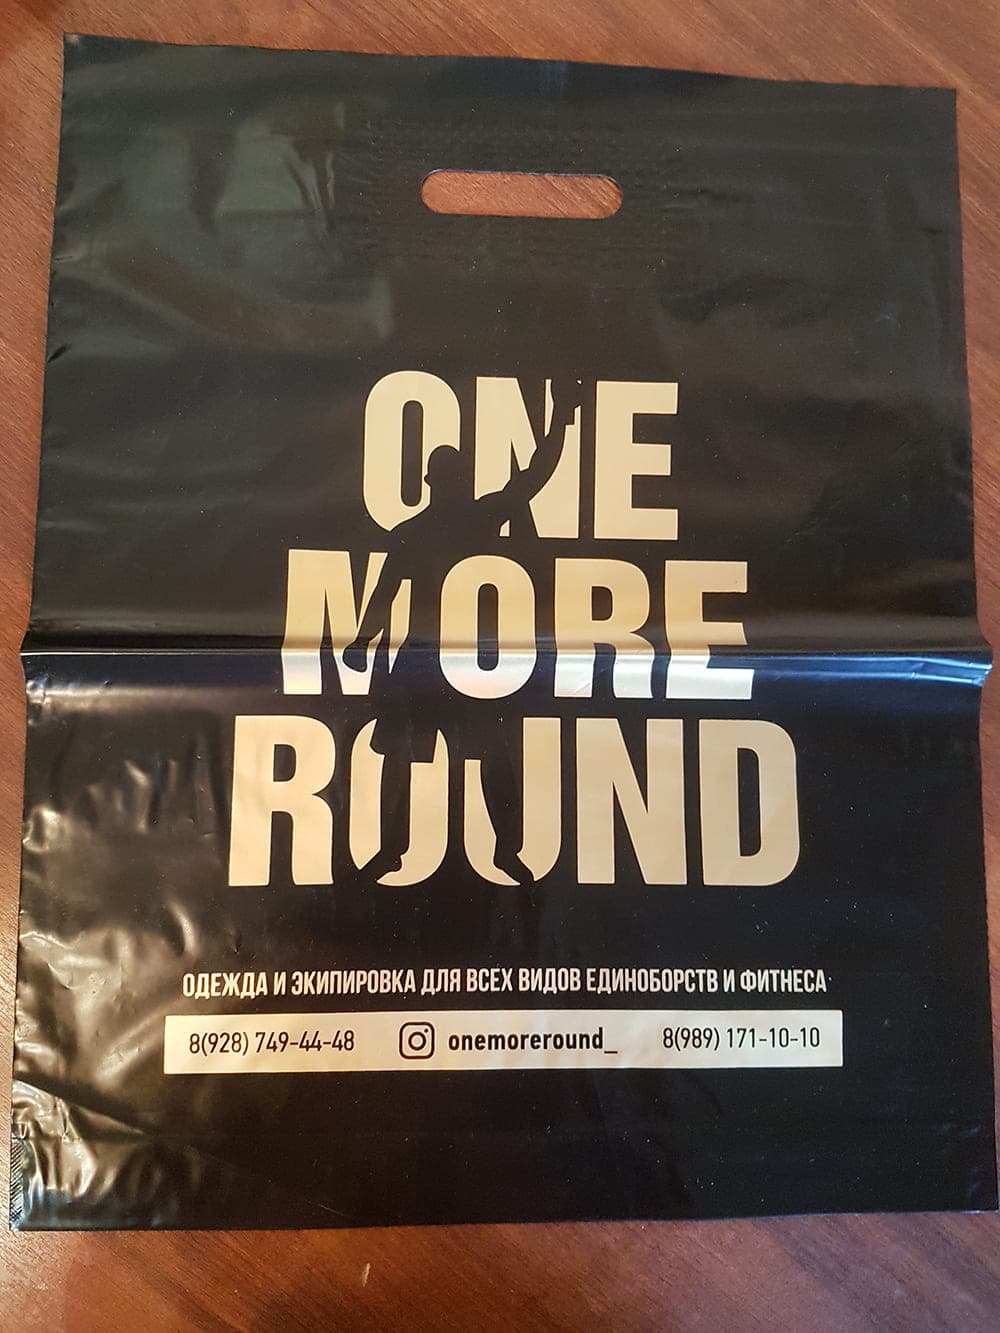 ONE
MORE
ROUND
ОДЕЖДА И ЭКИПИРОВКА ДЛЯ ВСЕХ ВИДОВ ЕДИНОБОРСТВ И ФИТНЕСА
8(928) 749-44-48 onemoreround_ 8(989) 171-10-10